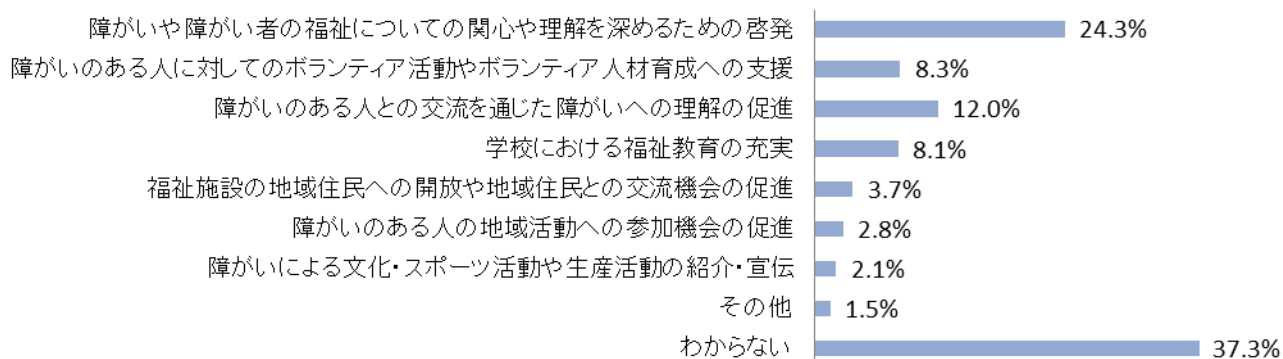 障がいや障がい者の福祉についての関心や理解を深めるための啓発 24.3%
障がいのある人に対してのボランティア活動やボランティア人材育成への支援 8.3%
障がいのある人との交流を通じた障がいへの理解の促進 12.0%
学校における福祉教育の充実 8.1%
福祉施設の地域住民への開放や地域住民との交流機会の促進 3.7%
障がいのある人の地域活動への参加機会の促進 2.8%
障がいによる文化・スポーツ活動や生産活動の紹介・宣伝 2.1%
その他 1.5%
わからない 37.3%